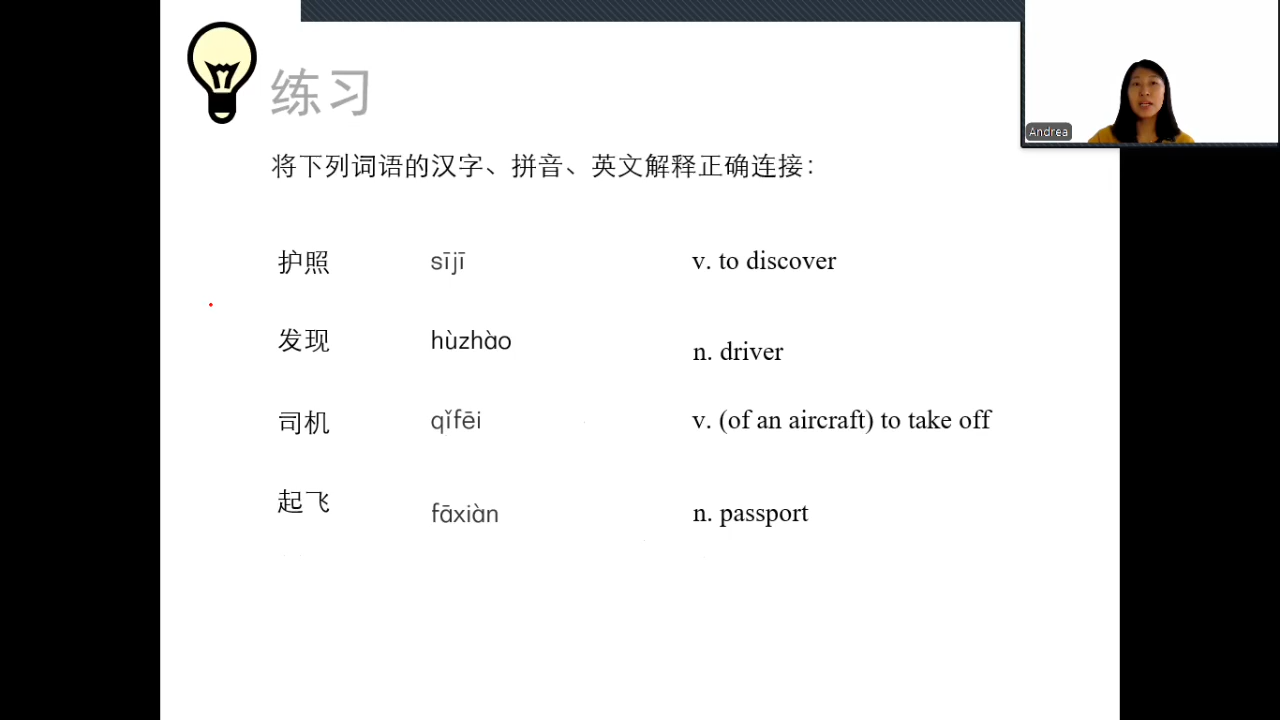 练习
Andrea
将下列词语的汉字、拼音、英文解释正确连接：
护照 sījī v. to discover
发现 hùzhào n. driver
司机 qǐfēi v. (of an aircraft) to take off
起飞 fāxiàn n. passport